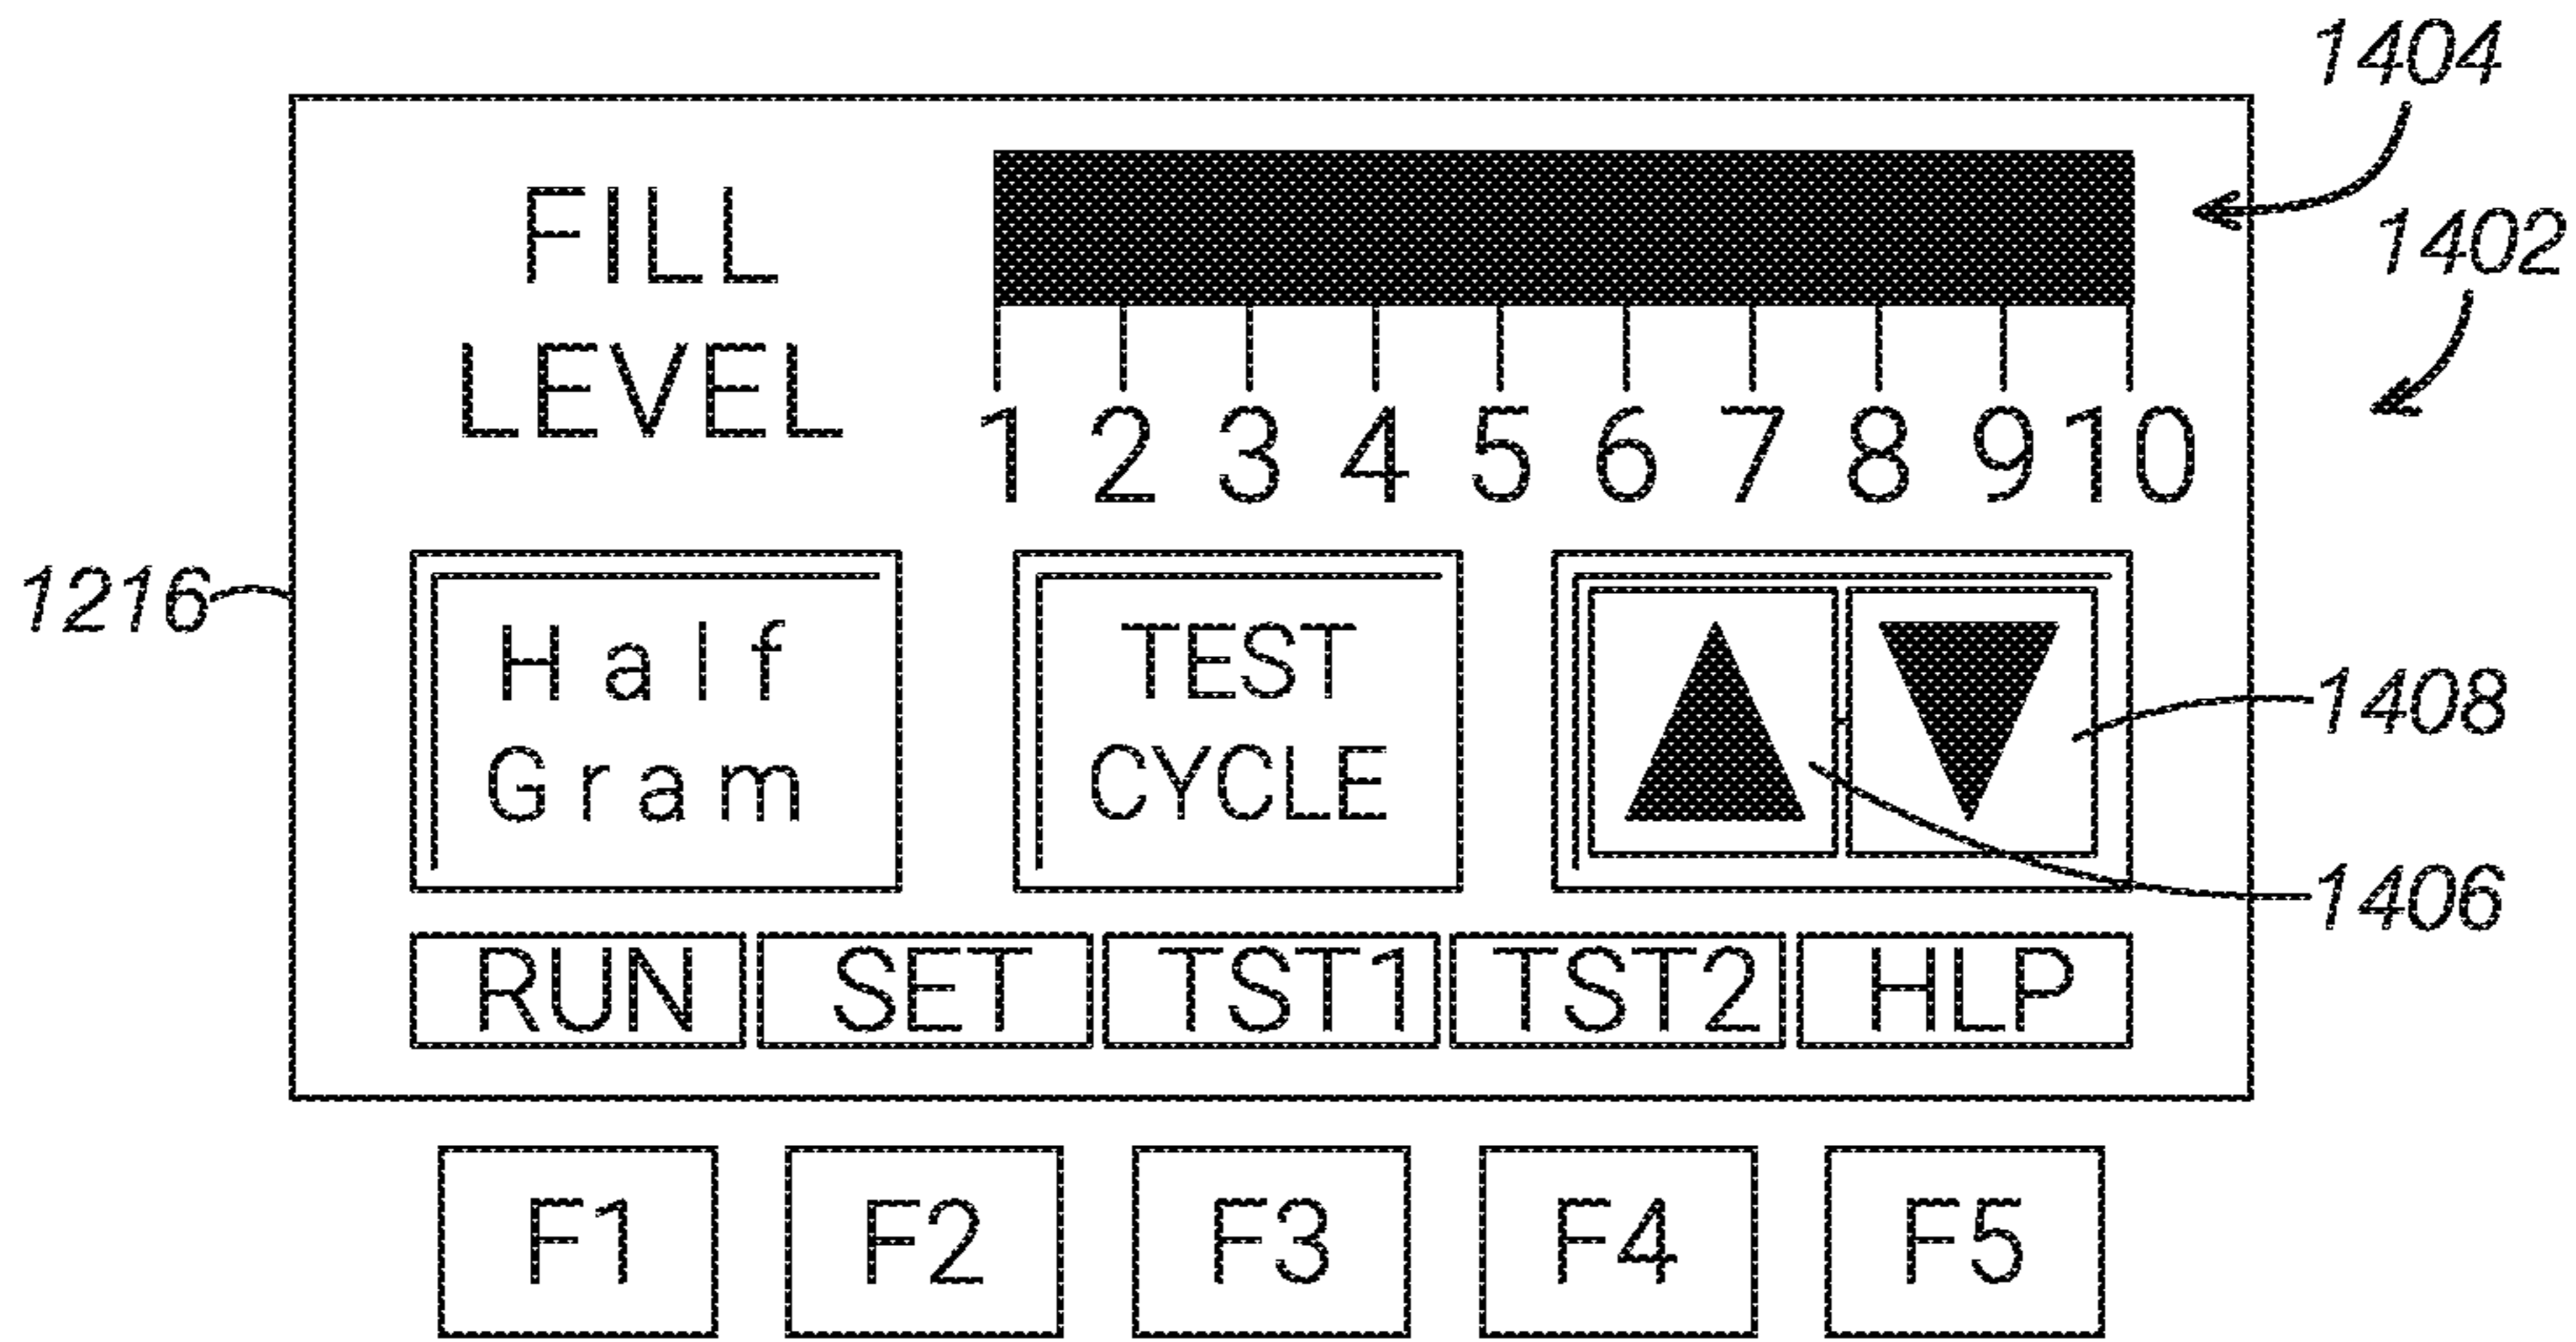 1404
FILL
LEVEL
1402
1 2 3 4 5 6 7 8 9 10
1216
Half
Gram
TEST
CYCLE
1408
1406
RUN SET TST1 TST2 HLP
F1 F2 F3 F4 F5